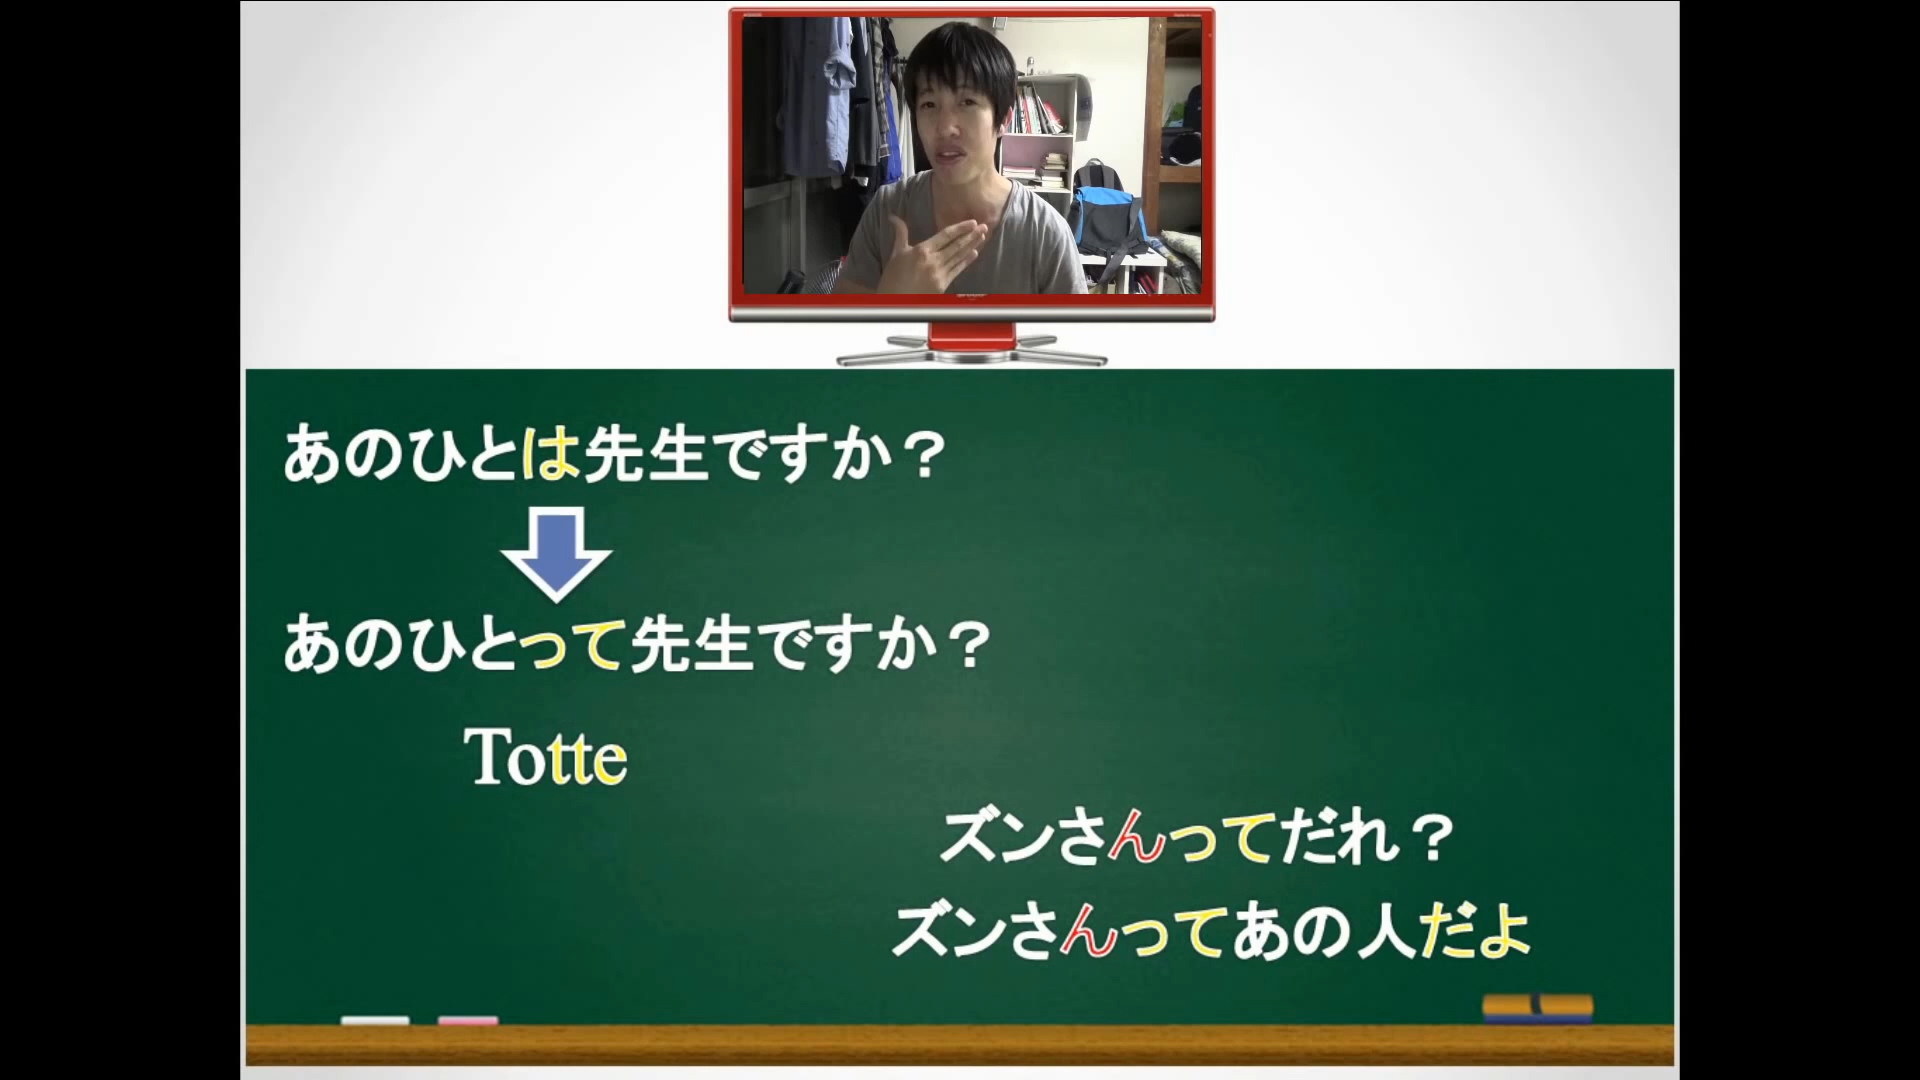 あのひとは先生ですか？
あのひとって先生ですか？
Totte
ズンさんってだれ？
ズンさんってあの人だよ